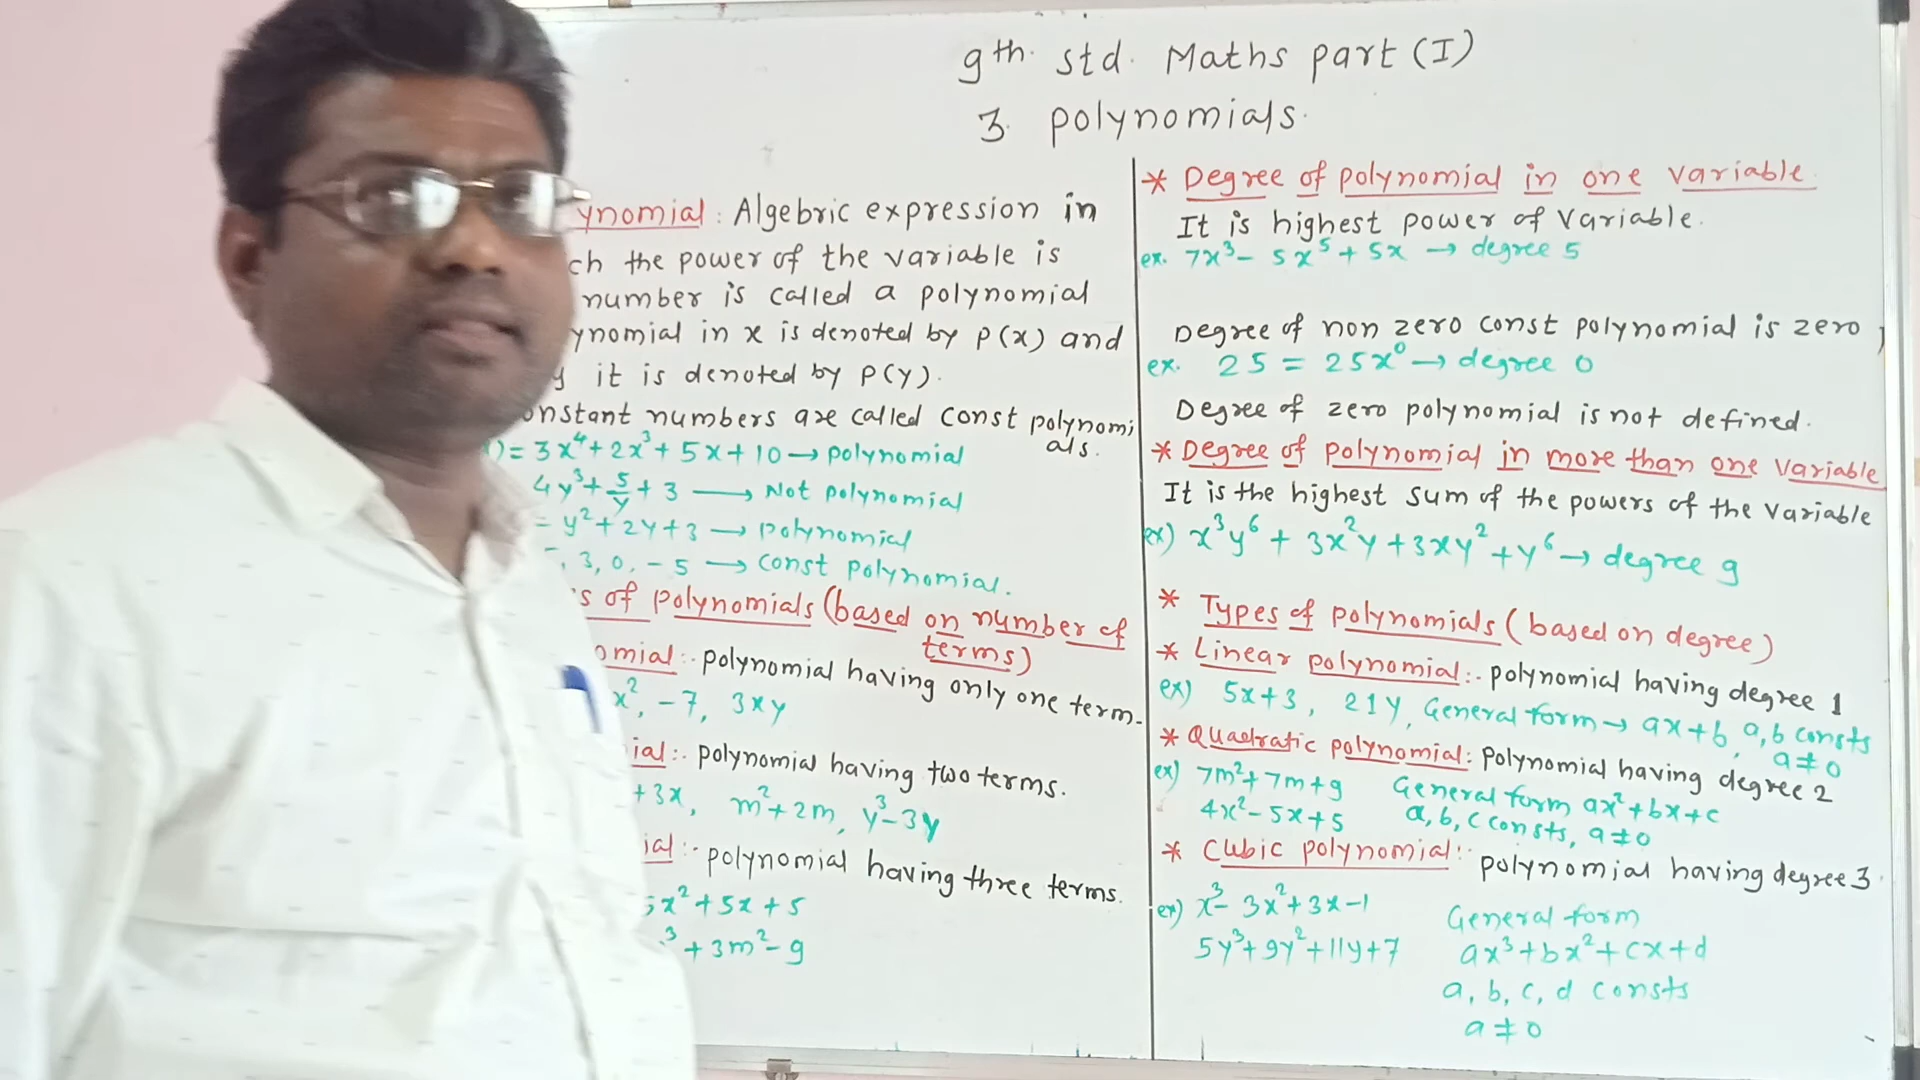 9th. std. Maths part (I)
3. polynomials.
ynomial: Algebric expression in
ch the power of the variable is
number is called a polynomial
ynomial in x is denoted by p(x) and
y it is denoted by p(y).
onstant numbers are called const polynomi
als.
)= 3x⁴+2x³+5x+10 → polynomial
4y³+5/y+3 → Not polynomial
= y²+2y+3 → polynomial
, 3, 0, -5 → const polynomial.
s of polynomials (based on number of
terms)
omial:- polynomial having only one term.
x², -7, 3xy
ial:- polynomial having two terms.
+3x, m²+2m, y³-3y
ial:- polynomial having three terms.
5x²+5x+5
³+3m²-9
* Degree of polynomial in one variable.
It is highest power of variable.
ex. 7x³- 5x⁵+5x → degree 5
Degree of non zero const polynomial is zero
ex. 25 = 25x⁰ → degree 0
Degree of zero polynomial is not defined.
* Degree of polynomial in more than one variable
It is the highest sum of the powers of the variable
ex) x³y⁶ + 3x²y +3xy²+y⁶ → degree 9
* Types of polynomials (based on degree)
* Linear polynomial:- polynomial having degree 1
ex) 5x+3, 21y, General form → ax+b, a,b consts
a≠0
* Quadratic polynomial: polynomial having degree 2
ex) 7m²+7m+9 General form ax²+bx+c
4x²-5x+5 a, b, c consts, a≠0
* Cubic polynomial:- polynomial having degree 3.
ex) x³- 3x²+3x-1 General form
5y³+9y²+11y+7 ax³+bx²+cx+d
a, b, c, d consts
a≠0